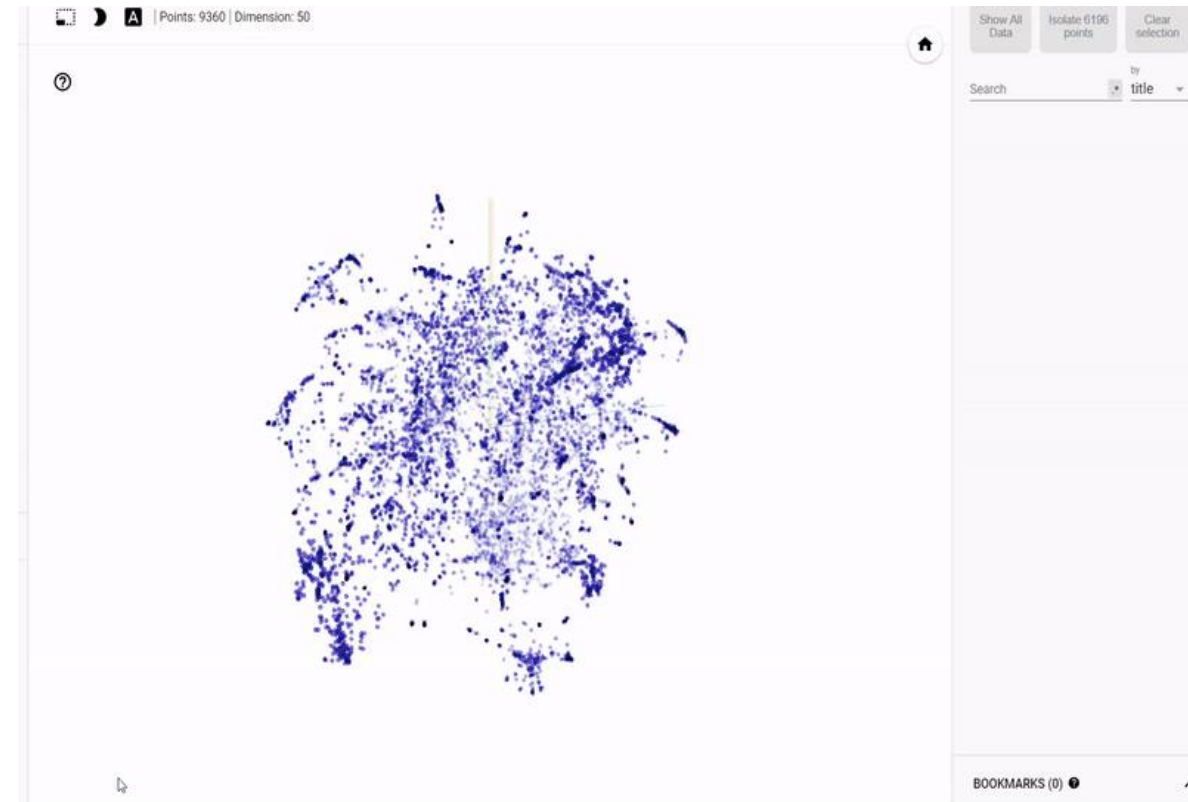 A | Points: 9360 | Dimension: 50
Show All
Data
Isolate 6196
points
Clear
selection
Search
.*
by
title
BOOKMARKS (0)